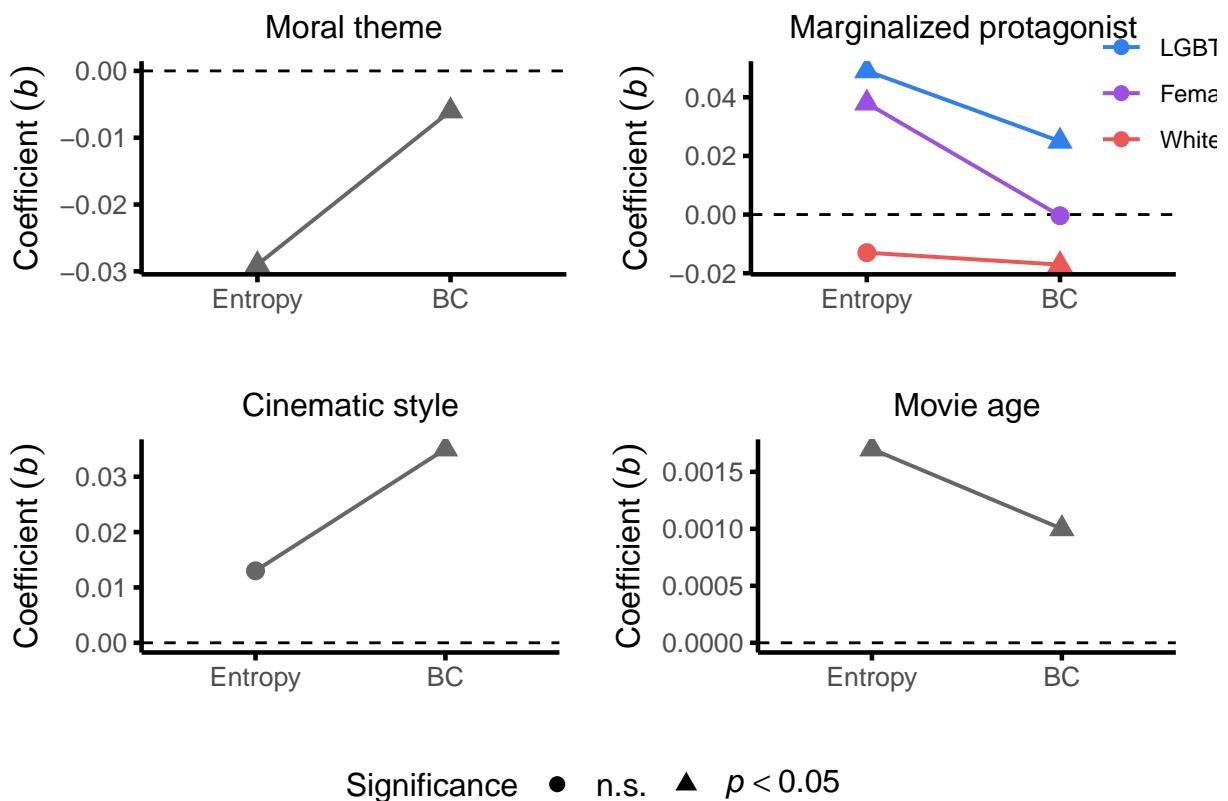 Moral theme
Coefficient (b)
0.00
−0.01
−0.02
−0.03
Entropy BC
Marginalized protagonist
Coefficient (b)
0.04
0.02
0.00
−0.02
Entropy BC
LGBT
Fema
White
Cinematic style
Coefficient (b)
0.03
0.02
0.01
0.00
Entropy BC
Movie age
Coefficient (b)
0.0015
0.0010
0.0005
0.0000
Entropy BC
Significance n.s. p < 0.05